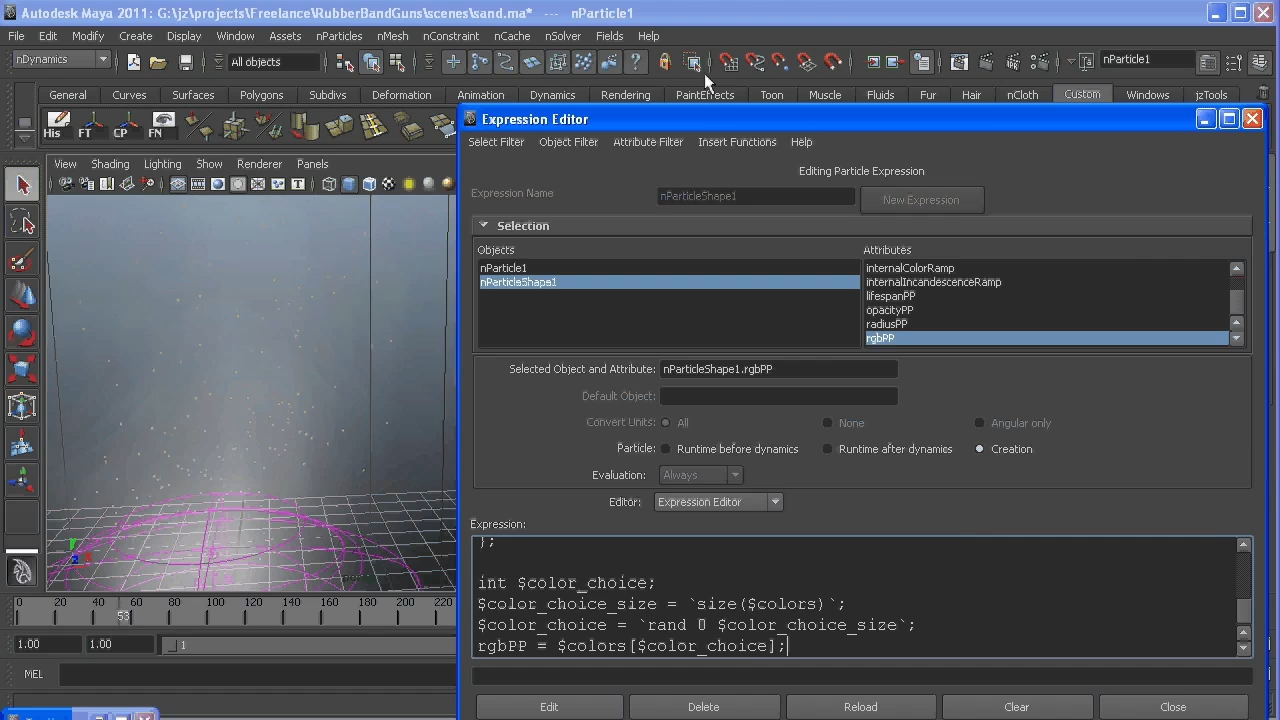 Autodesk Maya 2011: G:\jz\projects\Freelance\RubberBandGuns\scenes\sand.ma* --- nParticle1
File Edit Modify Create Display Window Assets nParticles nMesh nConstraint nCache nSolver Fields Help
nDynamics All objects nParticle1
General Curves Surfaces Polygons Subdivs Deformation Animation Dynamics Rendering PaintEffects Toon Muscle Fluids Fur Hair nCloth Custom Windows jzTools
His FT CP FN
View Shading Lighting Show Renderer Panels
Expression Editor
Select Filter Object Filter Attribute Filter Insert Functions Help
Editing Particle Expression
Expression Name nParticleShape1 New Expression
Selection
Objects Attributes
nParticle1
nParticleShape1
internalColorRamp
internalIncandescenceRamp
lifespanPP
opacityPP
radiusPP
rgbPP
Selected Object and Attribute: nParticleShape1.rgbPP
Default Object:
Convert Units: All None Angular only
Particle: Runtime before dynamics Runtime after dynamics Creation
Evaluation: Always
Editor: Expression Editor
Expression:
};
int $color_choice;
$color_choice_size = `size($colors)`;
$color_choice = `rand 0 $color_choice_size`;
rgbPP = $colors[$color_choice];
Edit Delete Reload Clear Close
y x z
0 20 40 53 60 80 100 120 140 160 180 200 220
1.00 1.00 1
MEL